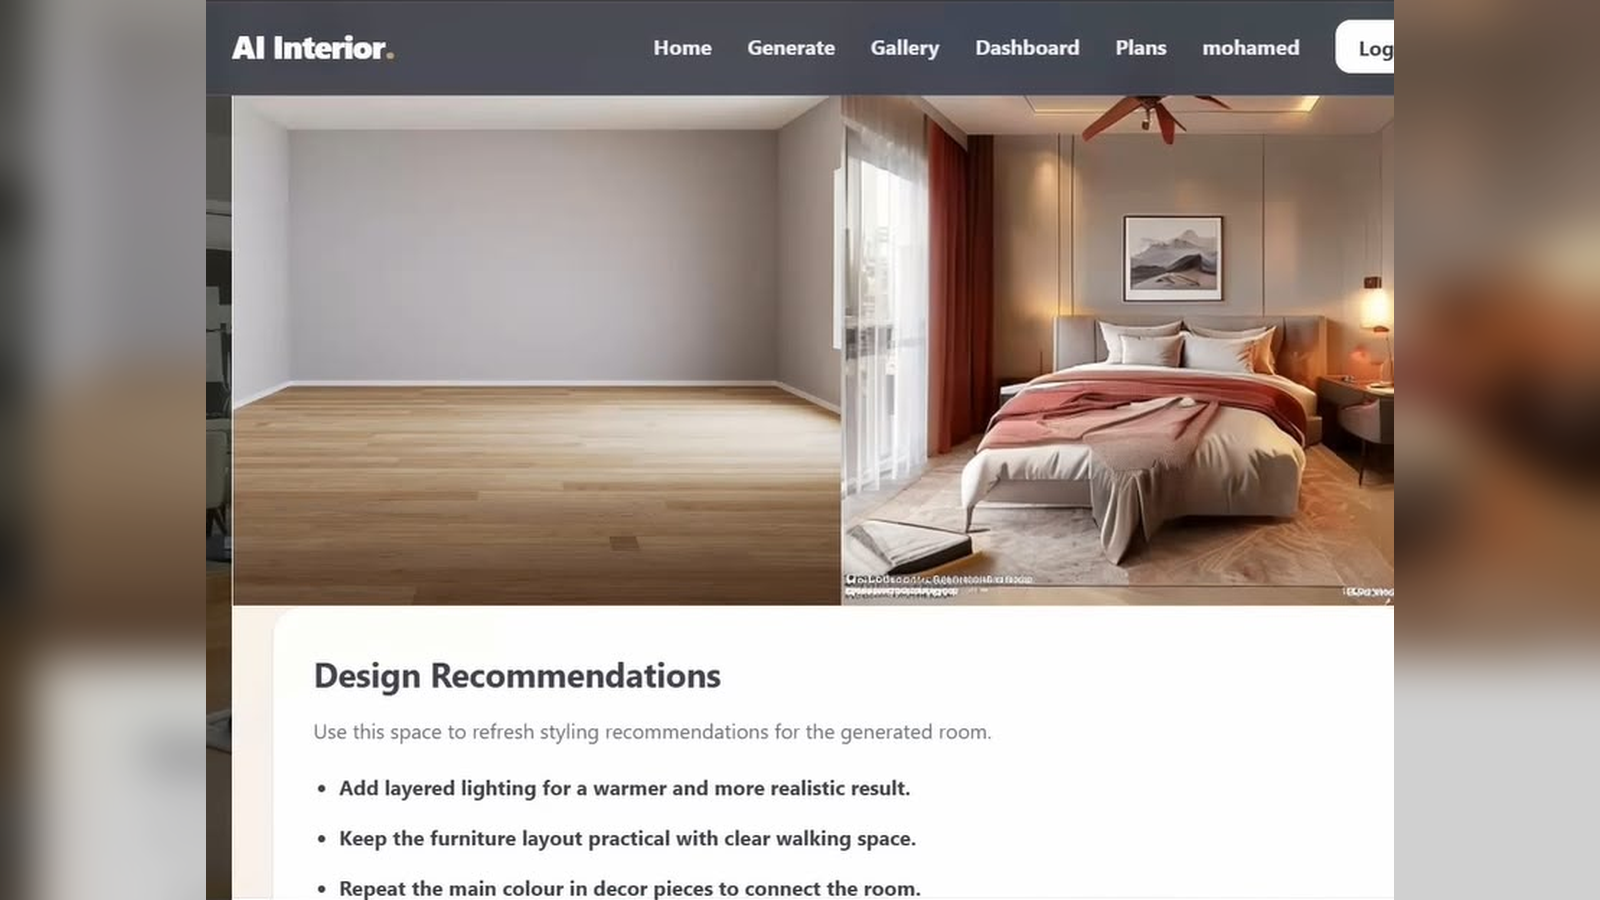 AI Interior.
Home Generate Gallery Dashboard Plans mohamed Log
Design Recommendations
Use this space to refresh styling recommendations for the generated room.
• Add layered lighting for a warmer and more realistic result.
• Keep the furniture layout practical with clear walking space.
• Repeat the main colour in decor pieces to connect the room.